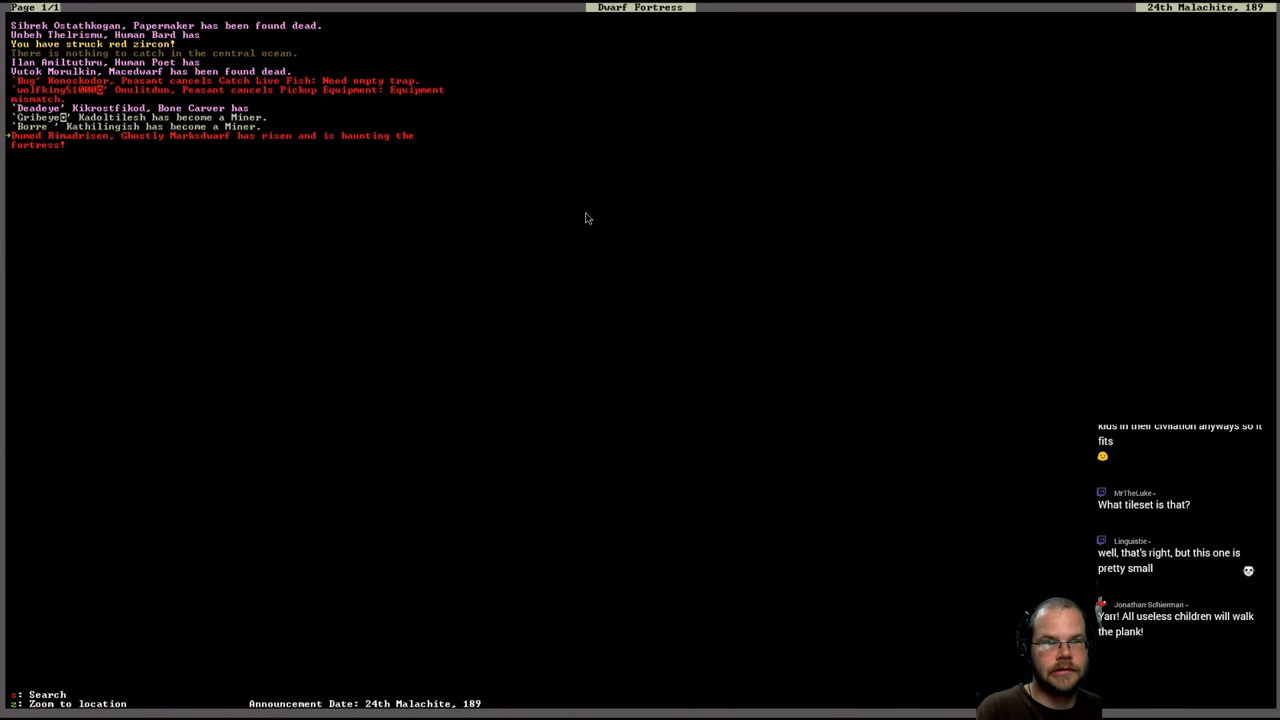 Page 1/1
Dwarf Fortress
24th Malachite, 189
Sibrek Ostathkogan, Papermaker has been found dead.
Unbeh Thelrismu, Human Bard has
You have struck red zircon!
There is nothing to catch in the central ocean.
Ilan Amiltuthru, Human Poet has
Vutok Morulkin, Macedwarf has been found dead.
`Bug' Konoskodor, Peasant cancels Catch Live Fish: Need empty trap.
`wolfking51000◘' Onulitdun, Peasant cancels Pickup Equipment: Equipment
mismatch.
`Deadeye' Kikrostfikod, Bone Carver has
`Gribeye◘' Kadoltilesh has become a Miner.
`Borre ' Kathilingish has become a Miner.
→Dumed Rimadrisen, Ghostly Marksdwarf has risen and is haunting the
fortress!
kids in their civilation anyways so it
fits
MrTheLuke
What tileset is that?
Linguistie
well, that's right, but this one is
pretty small
Jonathan Schierman
Yarr! All useless children will walk
the plank!
s: Search
z: Zoom to location
Announcement Date: 24th Malachite, 189